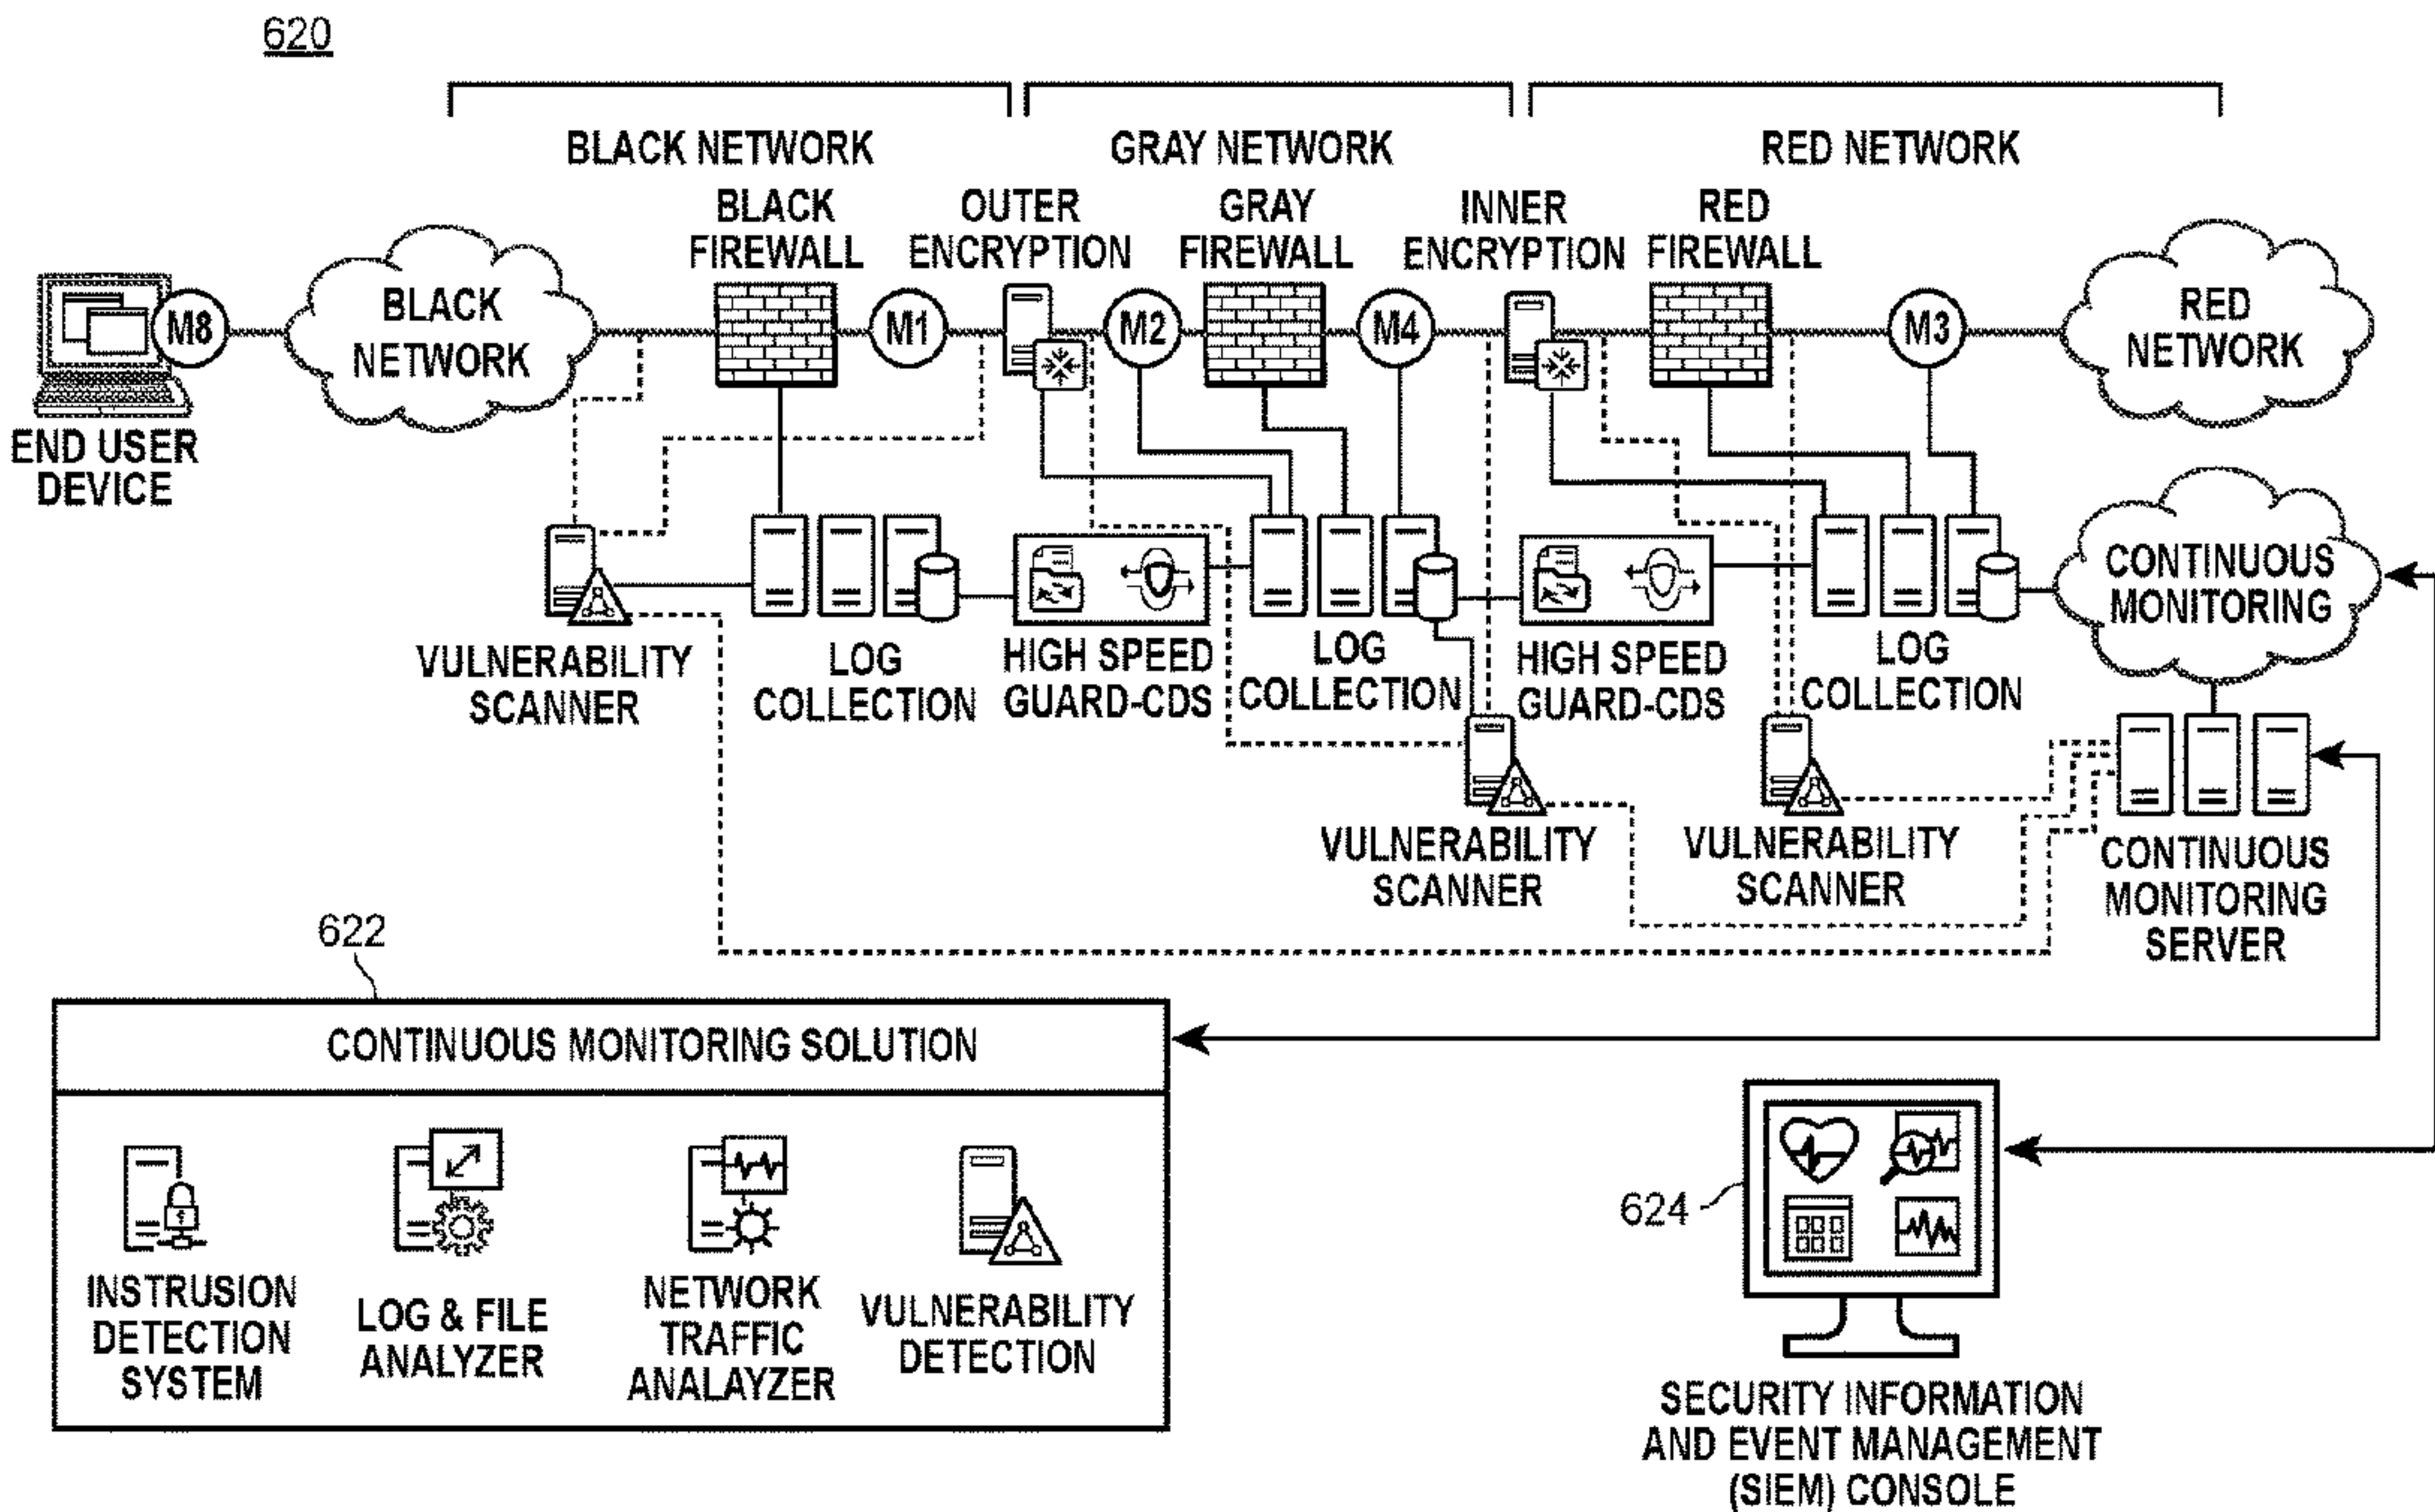 620
BLACK NETWORK
GRAY NETWORK
RED NETWORK
BLACK
FIREWALL
OUTER
ENCRYPTION
GRAY
FIREWALL
INNER
ENCRYPTION
RED
FIREWALL
M8
BLACK
NETWORK
M1
M2
M4
M3
RED
NETWORK
END USER
DEVICE
VULNERABILITY
SCANNER
LOG
COLLECTION
HIGH SPEED
GUARD-CDS
LOG
COLLECTION
HIGH SPEED
GUARD-CDS
LOG
COLLECTION
CONTINUOUS
MONITORING
VULNERABILITY
SCANNER
VULNERABILITY
SCANNER
CONTINUOUS
MONITORING
SERVER
622
CONTINUOUS MONITORING SOLUTION
INSTRUSION
DETECTION
SYSTEM
LOG & FILE
ANALYZER
NETWORK
TRAFFIC
ANALAYZER
VULNERABILITY
DETECTION
624
SECURITY INFORMATION
AND EVENT MANAGEMENT
(SIEM) CONSOLE